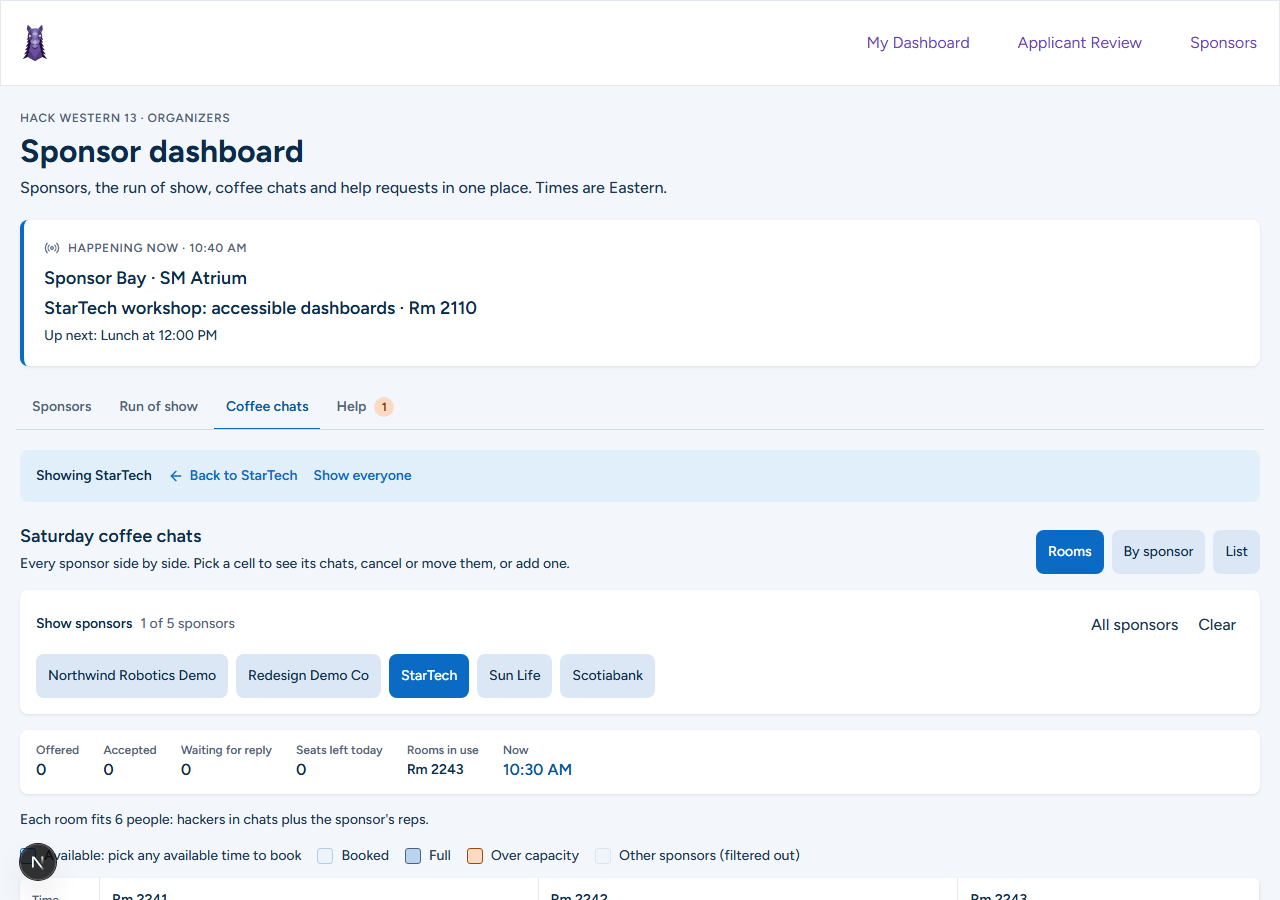 My Dashboard Applicant Review Sponsors
HACK WESTERN 13 · ORGANIZERS
Sponsor dashboard
Sponsors, the run of show, coffee chats and help requests in one place. Times are Eastern.
HAPPENING NOW · 10:40 AM
Sponsor Bay · SM Atrium
StarTech workshop: accessible dashboards · Rm 2110
Up next: Lunch at 12:00 PM
Sponsors Run of show Coffee chats Help 1
Showing StarTech ← Back to StarTech Show everyone
Saturday coffee chats
Every sponsor side by side. Pick a cell to see its chats, cancel or move them, or add one.
Rooms By sponsor List
Show sponsors 1 of 5 sponsors
All sponsors Clear
Northwind Robotics Demo Redesign Demo Co StarTech Sun Life Scotiabank
Offered Accepted Waiting for reply Seats left today Rooms in use Now
0 0 0 0 Rm 2243 10:30 AM
Each room fits 6 people: hackers in chats plus the sponsor's reps.
N Available: pick any available time to book Booked Full Over capacity Other sponsors (filtered out)
Time Rm 2241 Rm 2242 Rm 2243